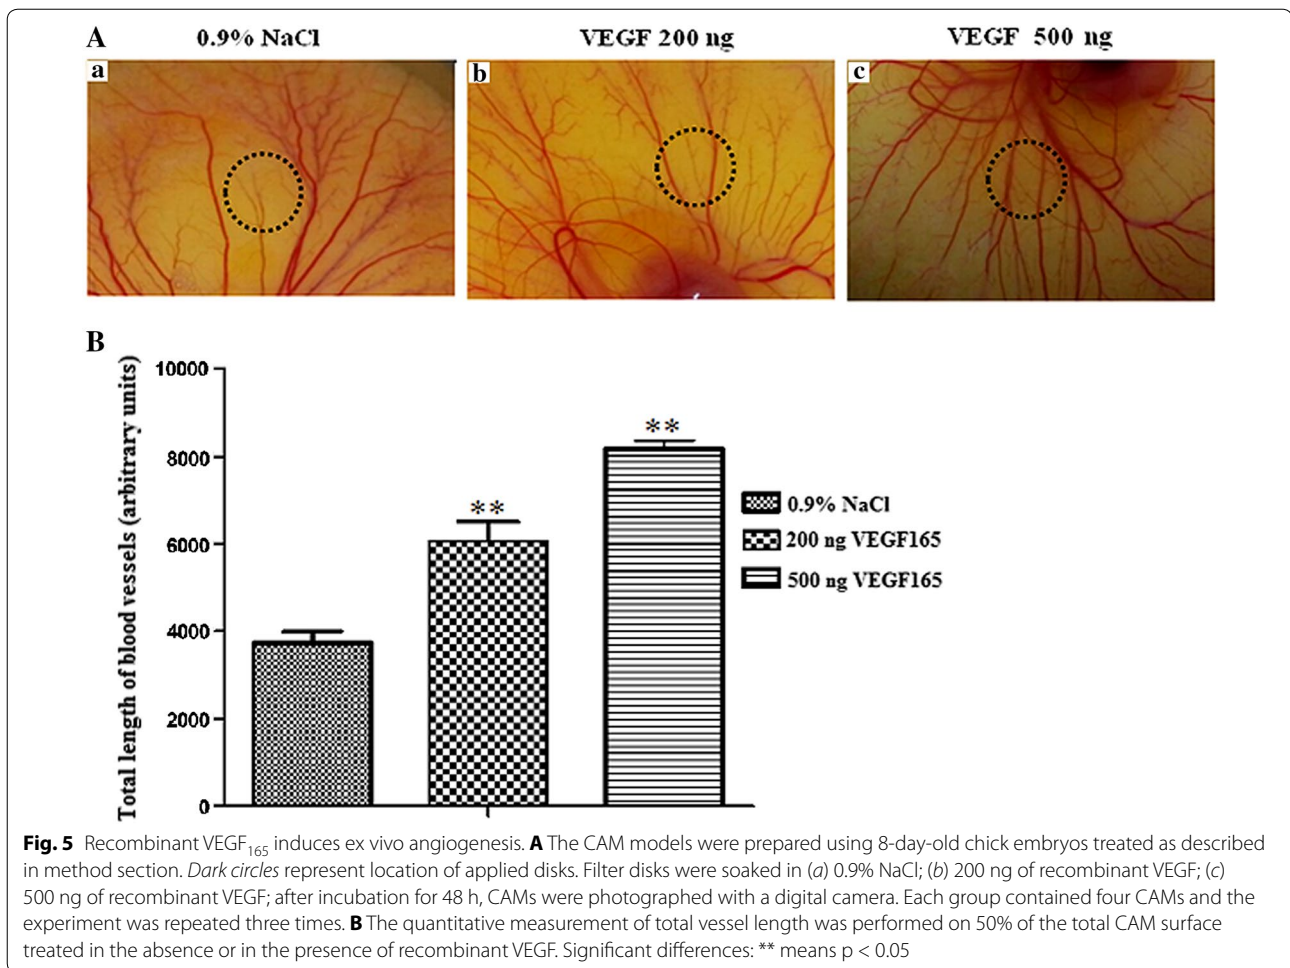 A
0.9% NaCl
VEGF 200 ng
VEGF 500 ng
a
b
c
B
Total length of blood vessels (arbitrary units)
10000
8000
6000
4000
2000
0
**
**
0.9% NaCl
200 ng VEGF165
500 ng VEGF165
Fig. 5 Recombinant VEGF₁₆₅ induces ex vivo angiogenesis. A The CAM models were prepared using 8-day-old chick embryos treated as described
in method section. Dark circles represent location of applied disks. Filter disks were soaked in (a) 0.9% NaCl; (b) 200 ng of recombinant VEGF; (c)
500 ng of recombinant VEGF; after incubation for 48 h, CAMs were photographed with a digital camera. Each group contained four CAMs and the
experiment was repeated three times. B The quantitative measurement of total vessel length was performed on 50% of the total CAM surface
treated in the absence or in the presence of recombinant VEGF. Significant differences: ** means p < 0.05